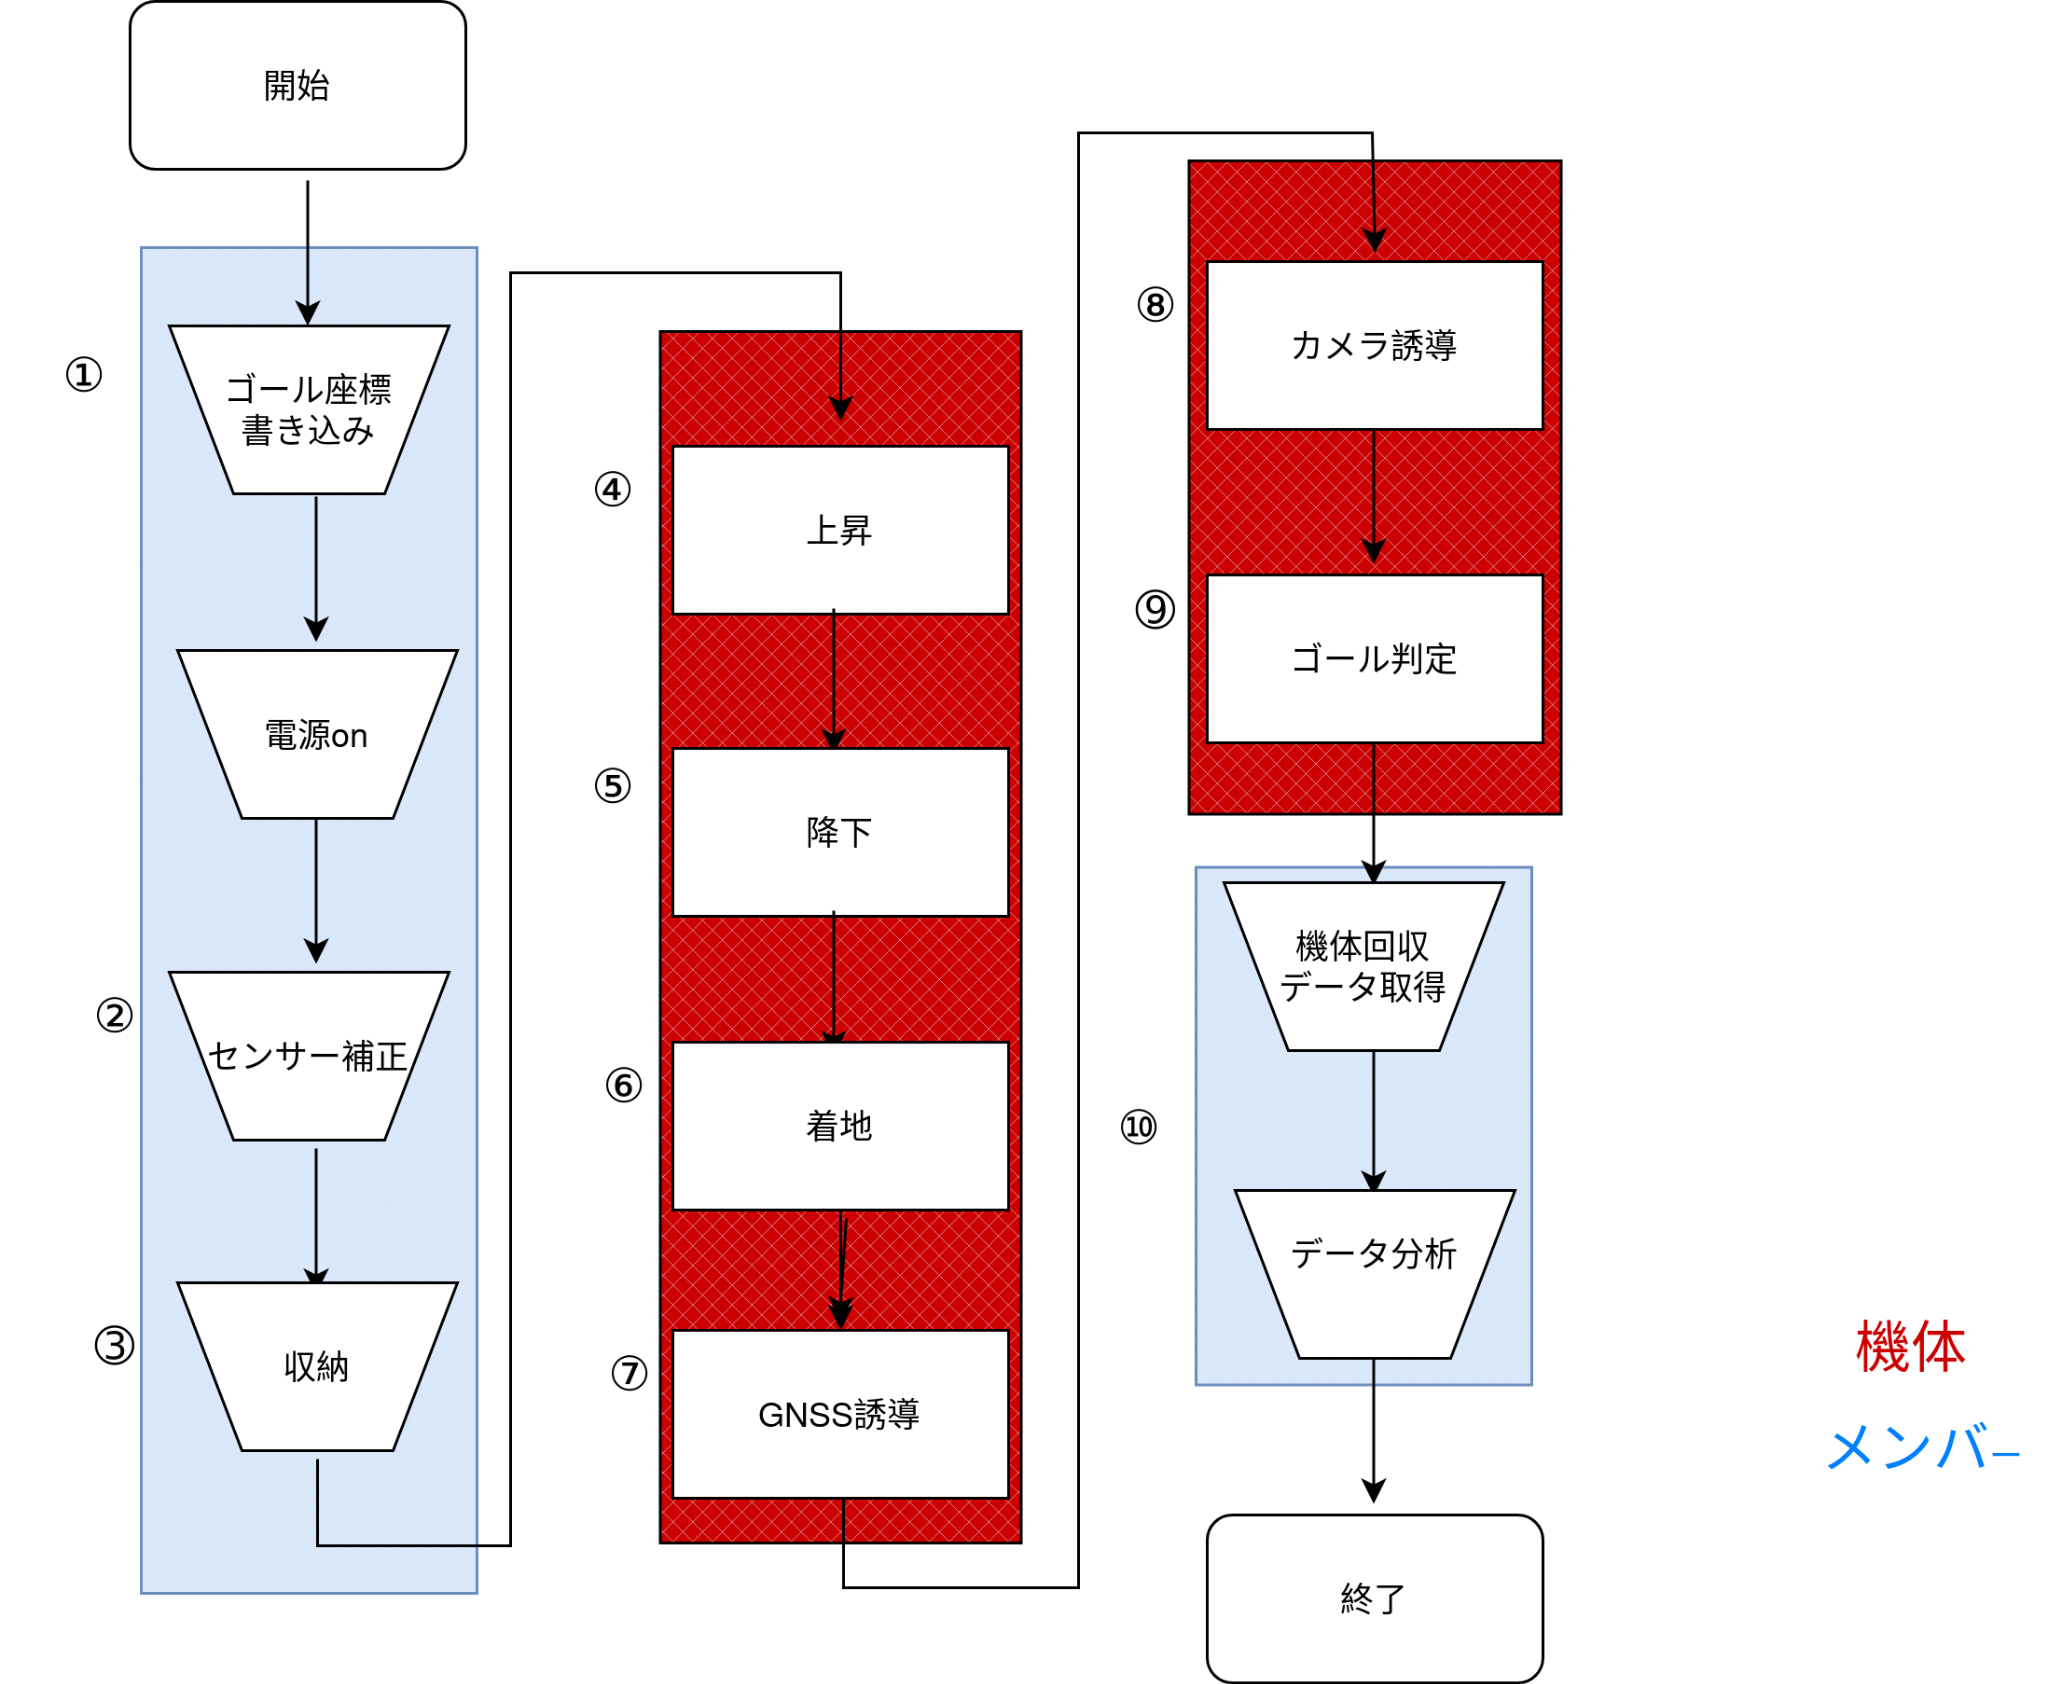 開始
①
ゴール座標
書き込み
電源on
②
センサー補正
③
収納
④
上昇
⑤
降下
⑥
着地
⑦
GNSS誘導
⑧
カメラ誘導
⑨
ゴール判定
機体回収
データ取得
⑩
データ分析
終了
機体
メンバー